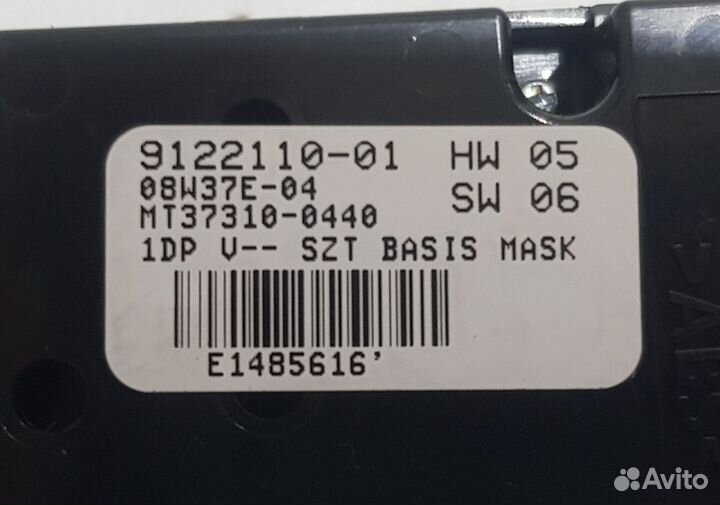 9122110-01 HW 05
08W37E-04 SW 06
MT37310-0440
1DP V-- SZT BASIS MASK
E1485616'
Avito